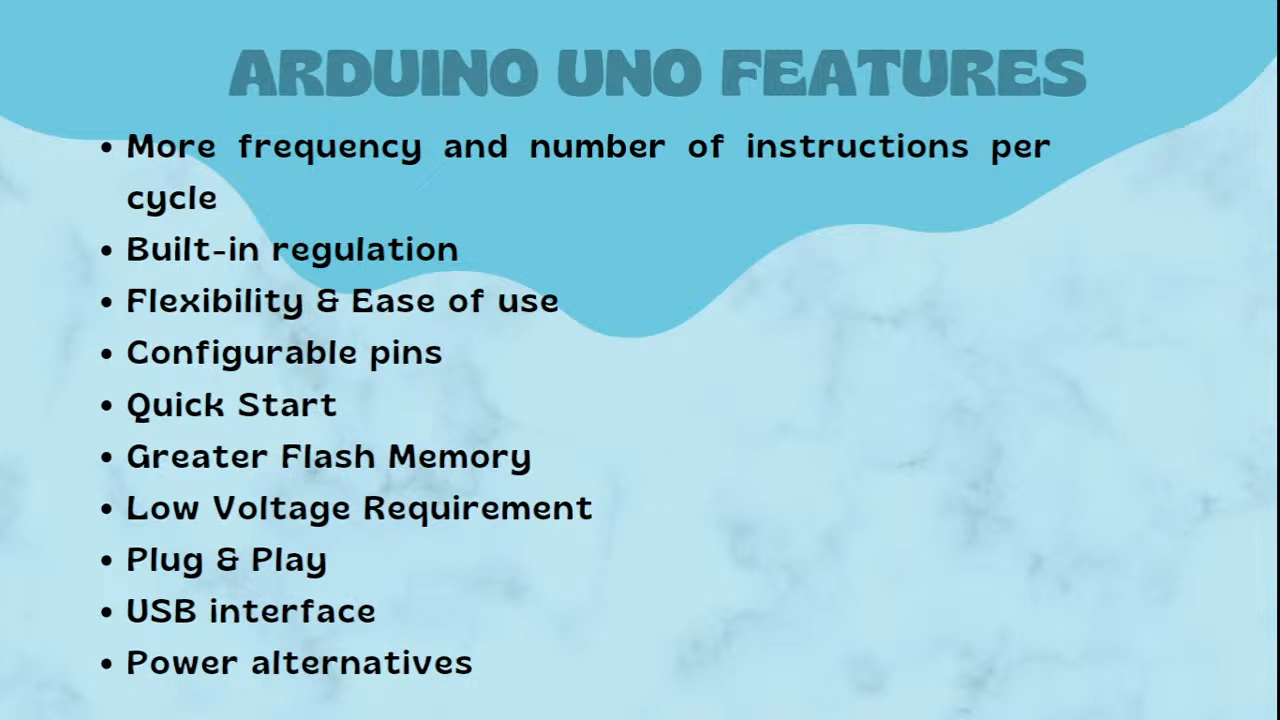 ARDUINO UNO FEATURES
• More frequency and number of instructions per
cycle
• Built-in regulation
• Flexibility & Ease of use
• Configurable pins
• Quick Start
• Greater Flash Memory
• Low Voltage Requirement
• Plug & Play
• USB interface
• Power alternatives